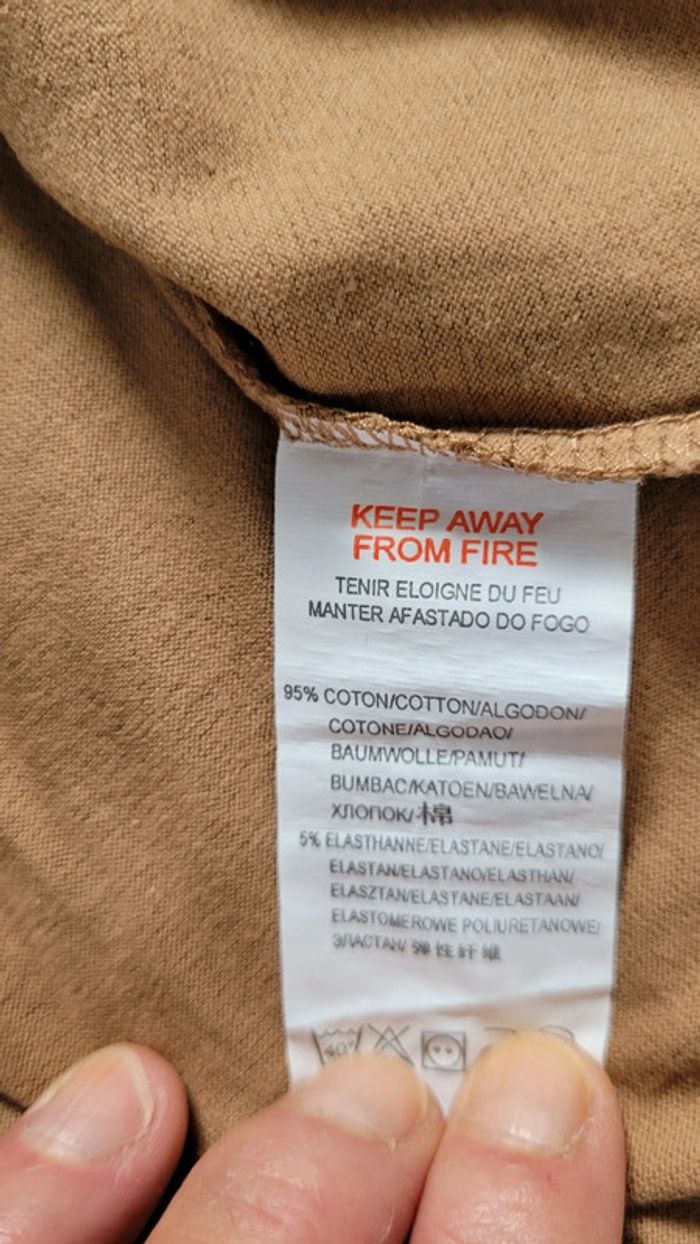 KEEP AWAY
FROM FIRE
TENIR ELOIGNE DU FEU
MANTER AFASTADO DO FOGO
95% COTON/COTTON/ALGODON/
COTONE/ALGODAO/
BAUMWOLLE/PAMUT/
BUMBAC/KATOEN/BAWELNA/
ХЛОПОК/棉
5% ELASTHANNE/ELASTANE/ELASTANO/
ELASTAN/ELASTANO/ELASTHAN/
ELASZTAN/ELASTANE/ELASTAAN/
ELASTOMEROWE POLIURETANOWE/
ЭЛАСТАН/ 弹性纤维
40°